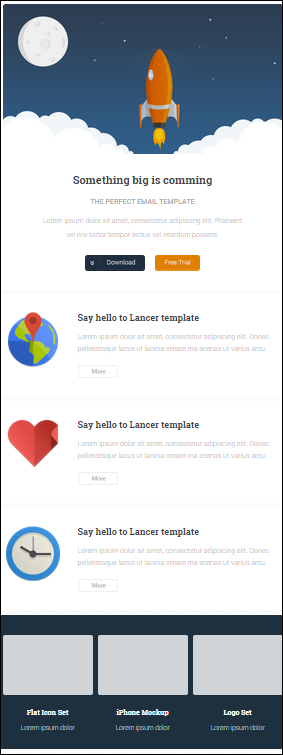 Something big is comming
THE PERFECT EMAIL TEMPLATE
Lorem ipsum dolor sit amet, consectetur adipiscing elit. Praesent
vel nisi tortor tempor lectus vel interdum posuere.
Download Free Trial
Say hello to Lancer template
Lorem ipsum dolor sit amet, consectetur adipiscing elit. Donec
pellentesque lacus ut lacinia ornare ma ecenas ut varius arcu.
More
Say hello to Lancer template
Lorem ipsum dolor sit amet, consectetur adipiscing elit. Donec
pellentesque lacus ut lacinia ornare ma ecenas ut varius arcu.
More
Say hello to Lancer template
Lorem ipsum dolor sit amet, consectetur adipiscing elit. Donec
pellentesque lacus ut lacinia ornare ma ecenas ut varius arcu.
More
Flat Icon Set iPhone Mockup Logo Set
Lorem ipsum dolor Lorem ipsum dolor Lorem ipsum dolor